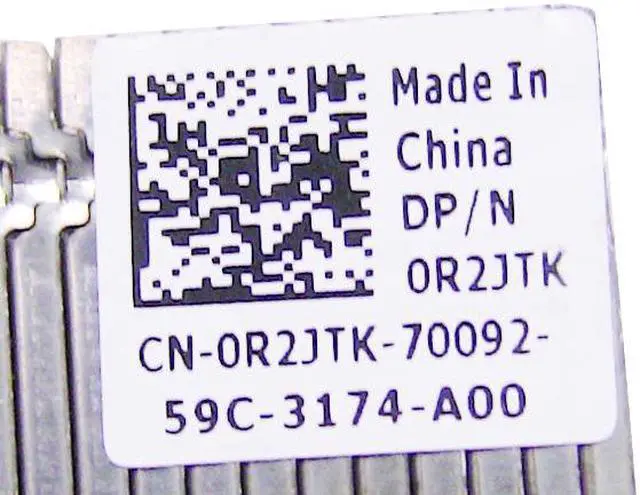 Made In
China
DP/N
0R2JTK
CN-0R2JTK-70092-
59C-3174-A00